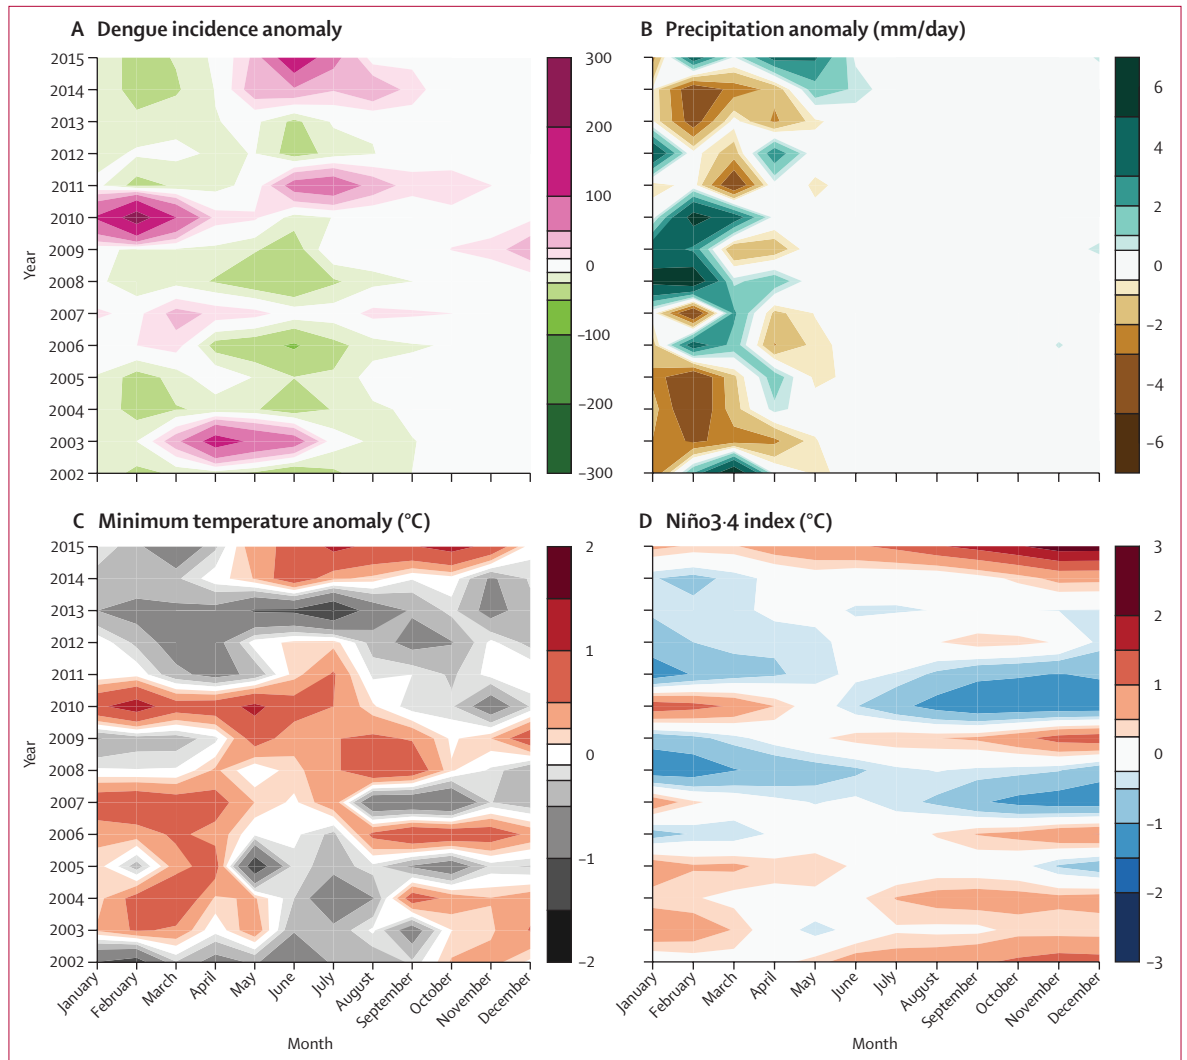 A Dengue incidence anomaly
2015
2014
2013
2012
2011
2010
2009
2008
2007
2006
2005
2004
2003
2002
Year
300
200
100
0
–100
–200
–300
B Precipitation anomaly (mm/day)
6
4
2
0
–2
–4
–6
C Minimum temperature anomaly (°C)
2015
2014
2013
2012
2011
2010
2009
2008
2007
2006
2005
2004
2003
2002
Year
January
February
March
April
May
June
July
August
September
October
November
December
Month
2
1
0
–1
–2
D Niño3·4 index (°C)
January
February
March
April
May
June
July
August
September
October
November
December
Month
3
2
1
0
–1
–2
–3